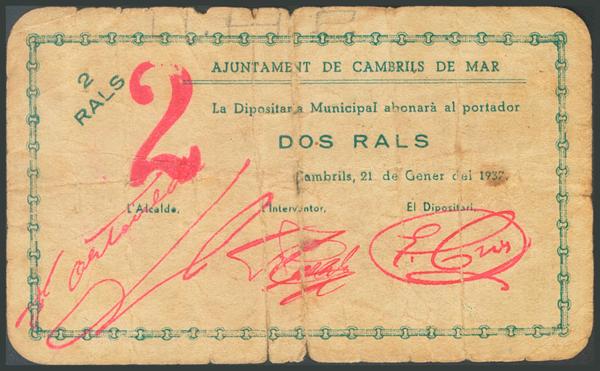 U.H.P
2
RALS
2
AJUNTAMENT DE CAMBRILS DE MAR
La Dipositaria Municipal abonarà al portador
DOS RALS
Cambrils, 21 de Gener del 1937.
L'Alcalde,
L'Interventor,
El Dipositari,